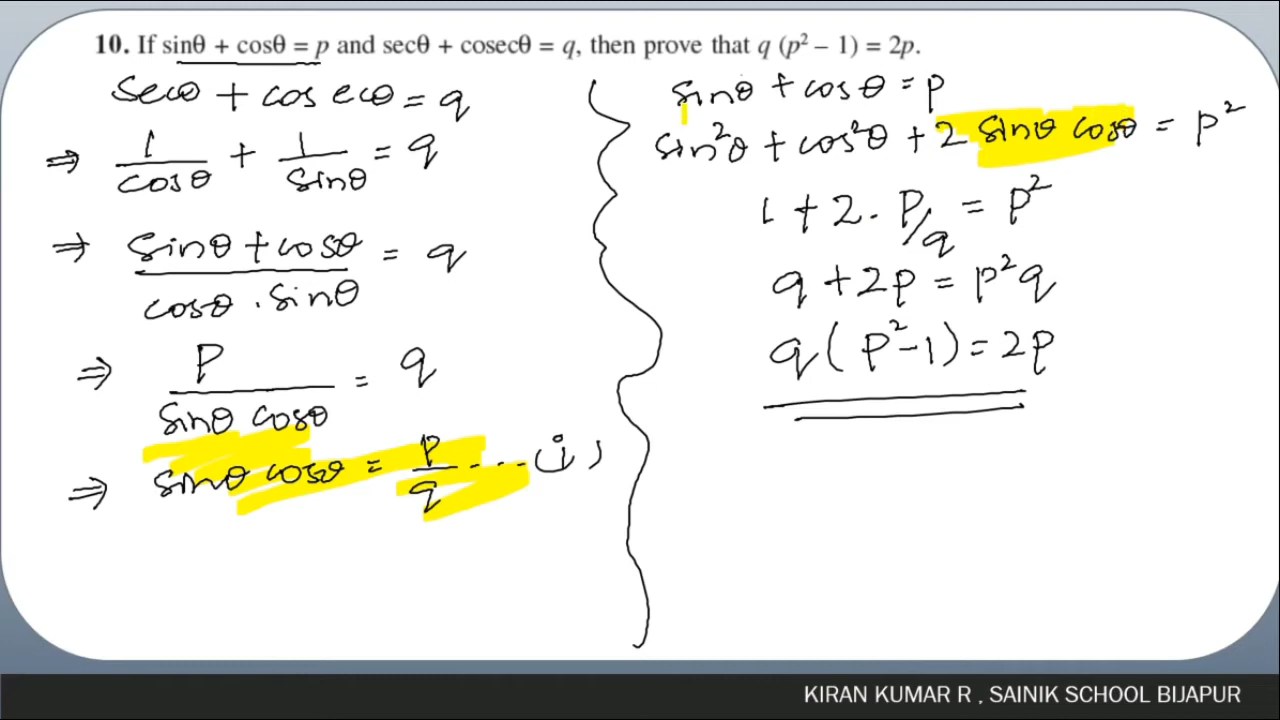 10. If sinθ + cosθ = p and secθ + cosecθ = q, then prove that q (p² – 1) = 2p.
secθ + cosecθ = q
⇒ 1/cosθ + 1/sinθ = q
⇒ (sinθ + cosθ)/(cosθ . sinθ) = q
⇒ p/(sinθ cosθ) = q
⇒ sinθ cosθ = p/q ---- (i)
sinθ + cosθ = p
sin²θ + cos²θ + 2 sinθ cosθ = p²
1 + 2 . p/q = p²
q + 2p = p²q
q(p²-1) = 2p
KIRAN KUMAR R , SAINIK SCHOOL BIJAPUR